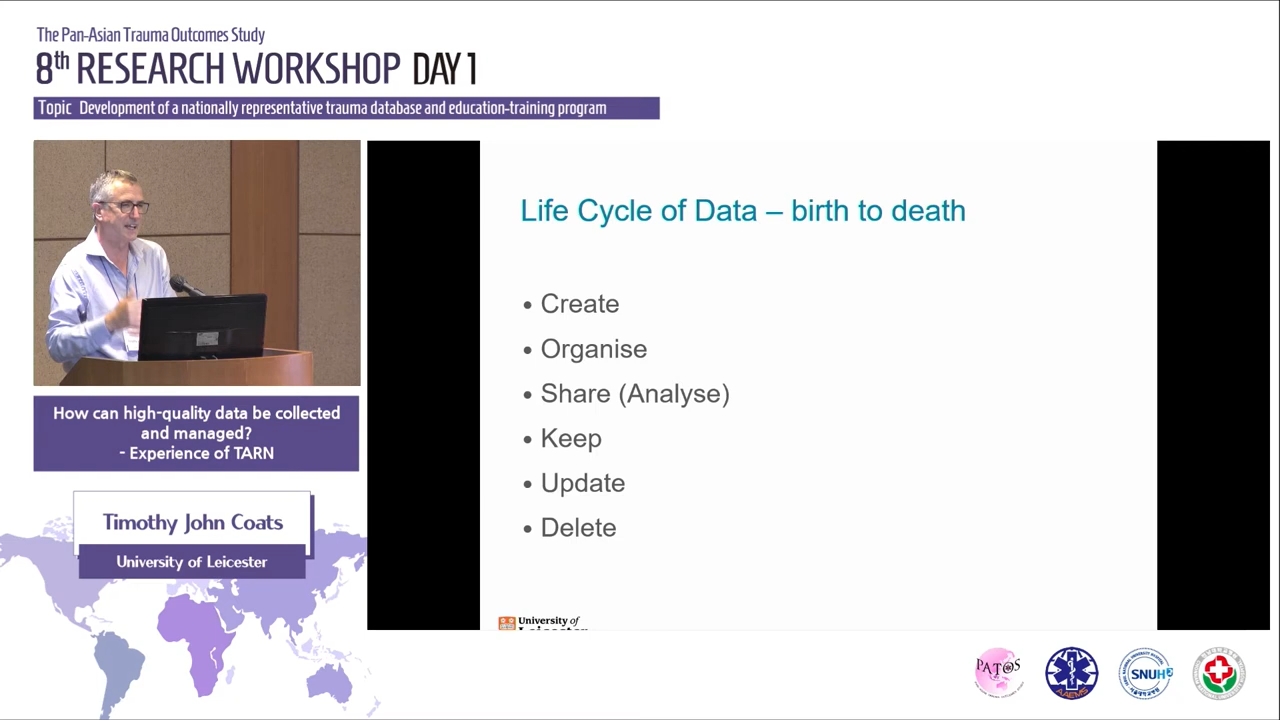 The Pan-Asian Trauma Outcomes Study
8th RESEARCH WORKSHOP DAY 1
Topic Development of a nationally representative trauma database and education-training program
How can high-quality data be collected
and managed?
- Experience of TARN
Timothy John Coats
University of Leicester
Life Cycle of Data – birth to death
• Create
• Organise
• Share (Analyse)
• Keep
• Update
• Delete
University of
PATOS
AAEMS
SNUH